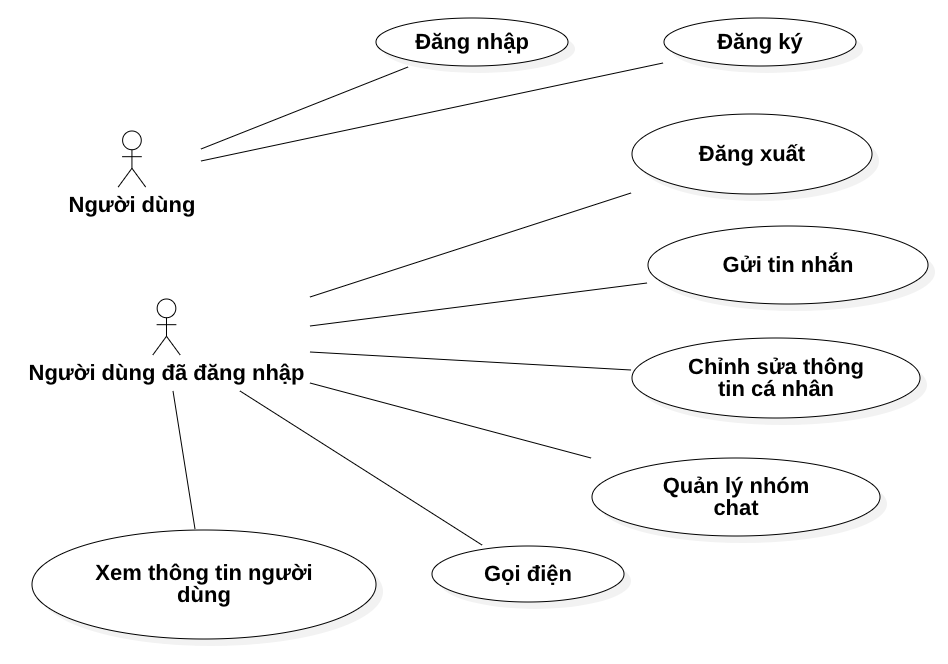 Đăng nhập
Đăng ký
Người dùng
Đăng xuất
Gửi tin nhắn
Người dùng đã đăng nhập
Chỉnh sửa thông
tin cá nhân
Quản lý nhóm
chat
Xem thông tin người
dùng
Gọi điện